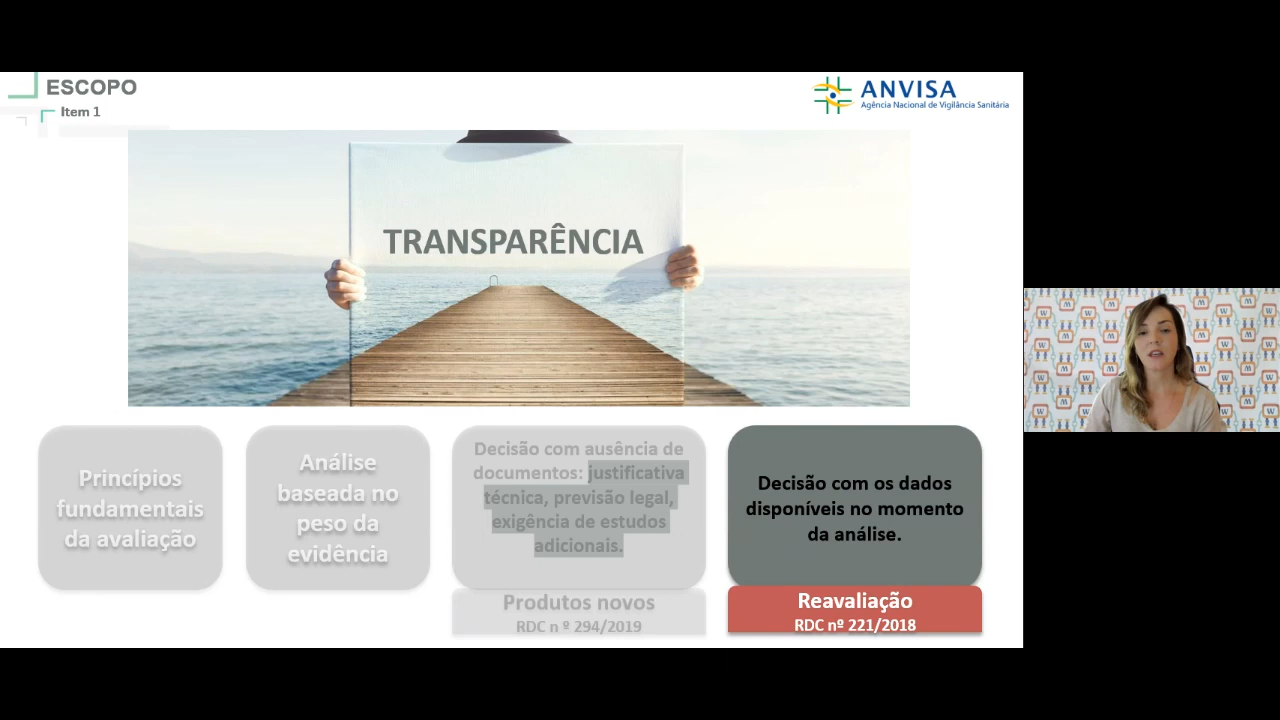 ESCOPO
Item 1
ANVISA
Agência Nacional de Vigilância Sanitária
TRANSPARÊNCIA
Princípios
fundamentais
da avaliação
Análise
baseada no
peso da
evidência
Decisão com ausência de
documentos: justificativa
técnica, previsão legal,
exigência de estudos
adicionais.
Produtos novos
RDC n º 294/2019
Decisão com os dados
disponíveis no momento
da análise.
Reavaliação
RDC nº 221/2018